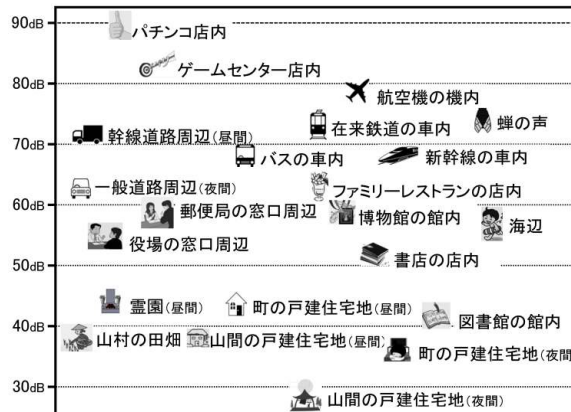 90dB
パチンコ店内
ゲームセンター店内
80dB
航空機の機内
蝉の声
在来鉄道の車内
幹線道路周辺(昼間)
70dB
バスの車内
新幹線の車内
一般道路周辺(夜間)
ファミリーレストランの店内
60dB
郵便局の窓口周辺
博物館の館内
海辺
役場の窓口周辺
書店の店内
50dB
霊園(昼間)
町の戸建住宅地(昼間)
図書館の館内
40dB
山村の田畑
山間の戸建住宅地(昼間)
町の戸建住宅地(夜間
30dB
山間の戸建住宅地(夜間)